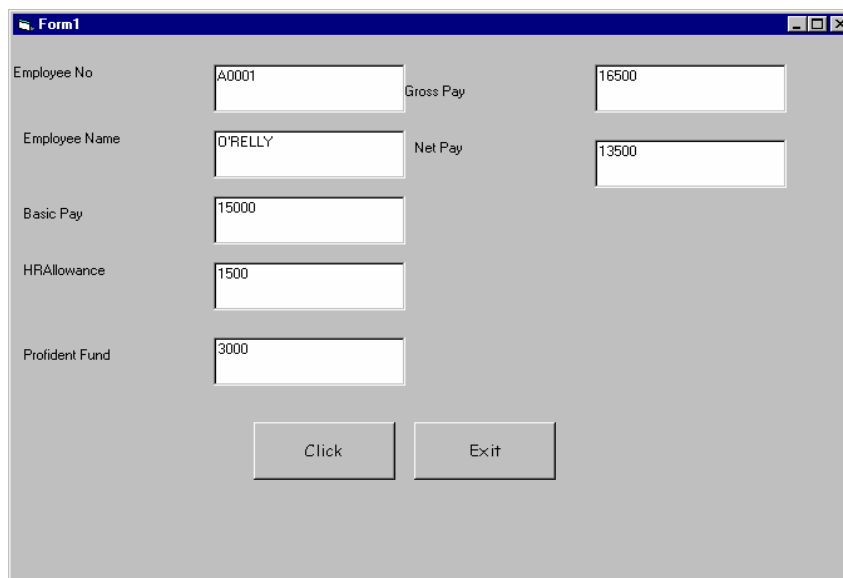 Form1
Employee No
A0001
Gross Pay
16500
Employee Name
O'RELLY
Net Pay
13500
Basic Pay
15000
HRAllowance
1500
Profident Fund
3000
Click
Exit